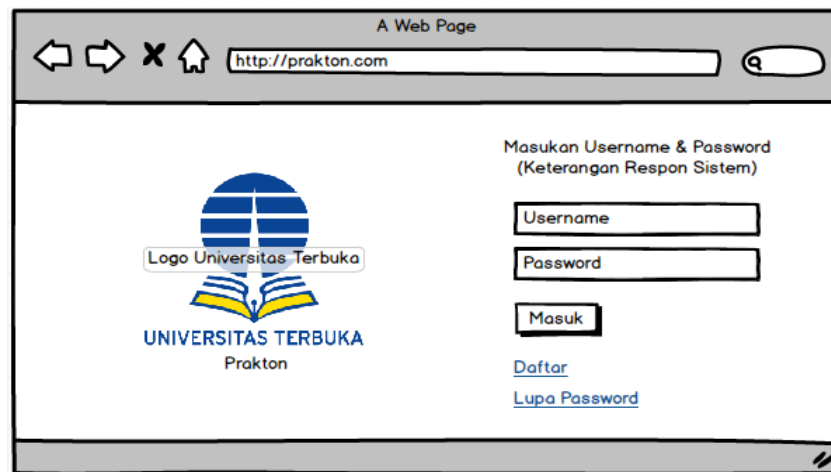 A Web Page
http://prakton.com
Masukan Username & Password
(Keterangan Respon Sistem)
Username
Password
Masuk
Daftar
Lupa Password
Logo Universitas Terbuka
UNIVERSITAS TERBUKA
Prakton